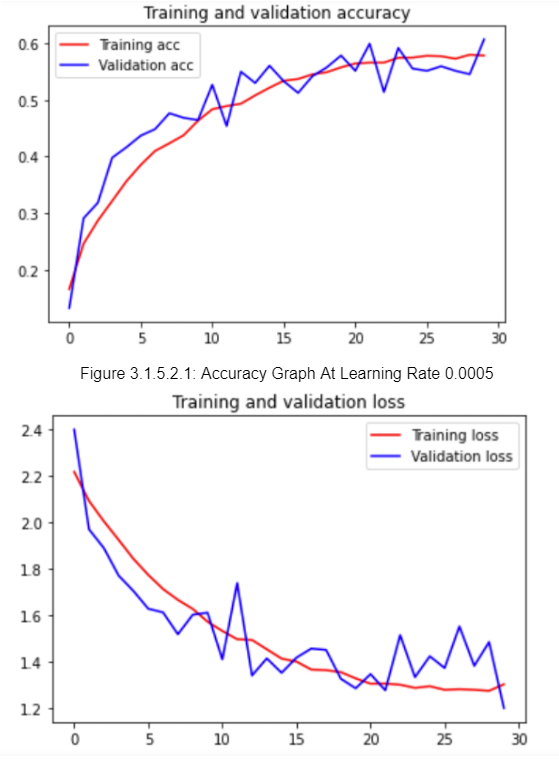 Training and validation accuracy
Training acc
Validation acc
0.6
0.5
0.4
0.3
0.2
0 5 10 15 20 25 30
Figure 3.1.5.2.1: Accuracy Graph At Learning Rate 0.0005
Training and validation loss
Training loss
Validation loss
2.4
2.2
2.0
1.8
1.6
1.4
1.2
0 5 10 15 20 25 30